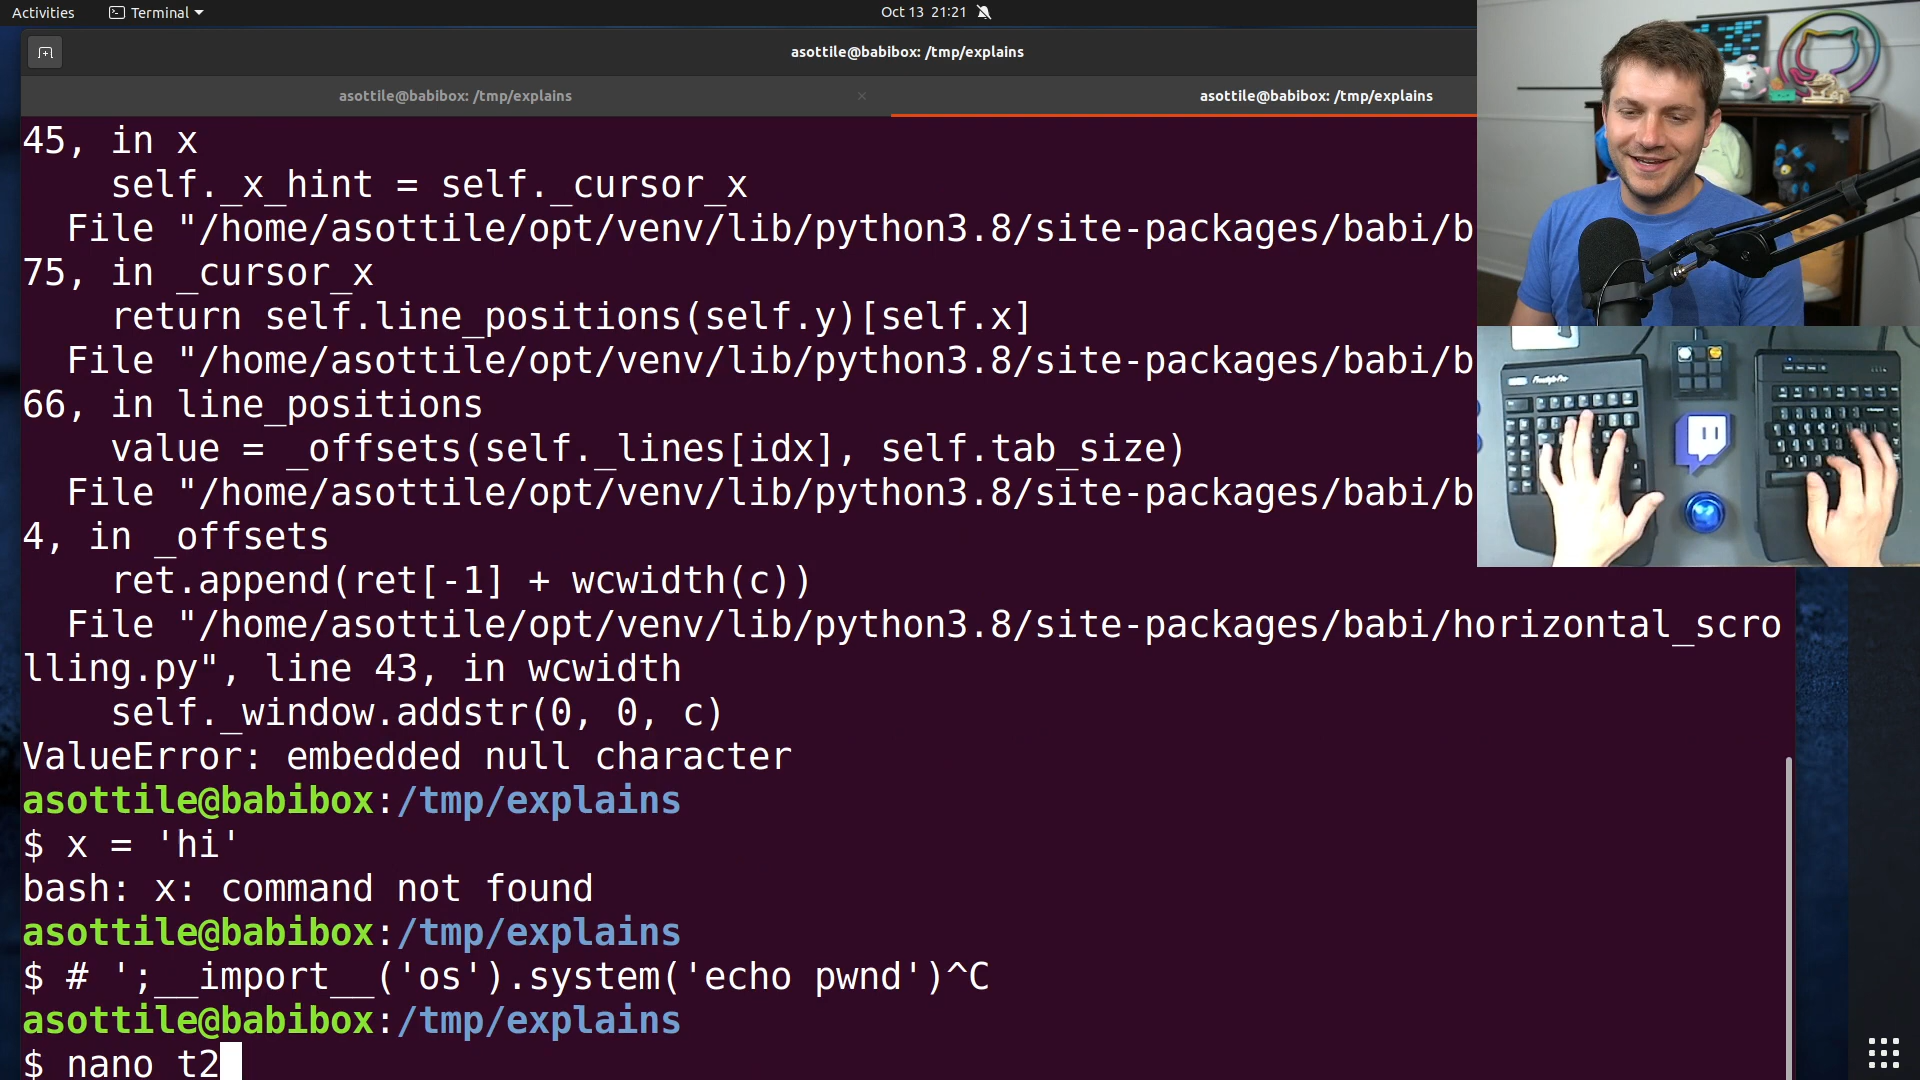 Activities
Terminal
Oct 13 21:21
asottile@babibox: /tmp/explains
asottile@babibox: /tmp/explains
×
asottile@babibox: /tmp/explains
45, in x
self._x_hint = self._cursor_x
File "/home/asottile/opt/venv/lib/python3.8/site-packages/babi/b
75, in _cursor_x
return self.line_positions(self.y)[self.x]
File "/home/asottile/opt/venv/lib/python3.8/site-packages/babi/b
66, in line_positions
value = _offsets(self._lines[idx], self.tab_size)
File "/home/asottile/opt/venv/lib/python3.8/site-packages/babi/b
4, in _offsets
ret.append(ret[-1] + wcwidth(c))
File "/home/asottile/opt/venv/lib/python3.8/site-packages/babi/horizontal_scro
lling.py", line 43, in wcwidth
self._window.addstr(0, 0, c)
ValueError: embedded null character
asottile@babibox:/tmp/explains
$ x = 'hi'
bash: x: command not found
asottile@babibox:/tmp/explains
$ # ';__import__('os').system('echo pwnd')^C
asottile@babibox:/tmp/explains
$ nano t2